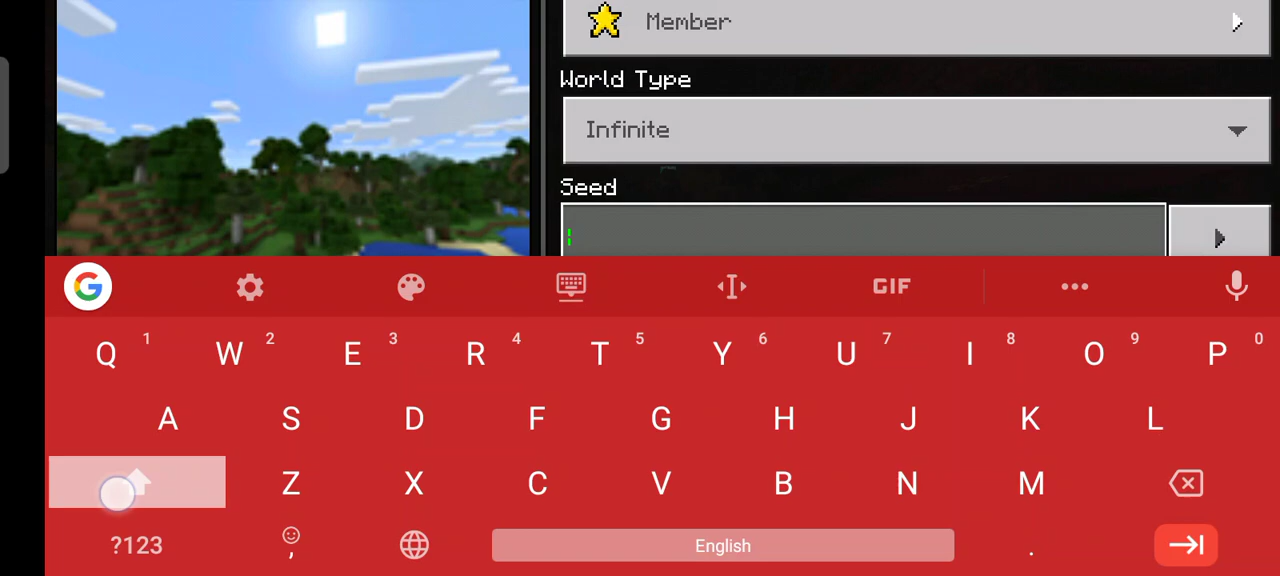 Member
World Type
Infinite
Seed
G GIF
Q 1 W 2 E 3 R 4 T 5 Y 6 U 7 I 8 O 9 P 0
A S D F G H J K L
Z X C V B N M
?123 , English .